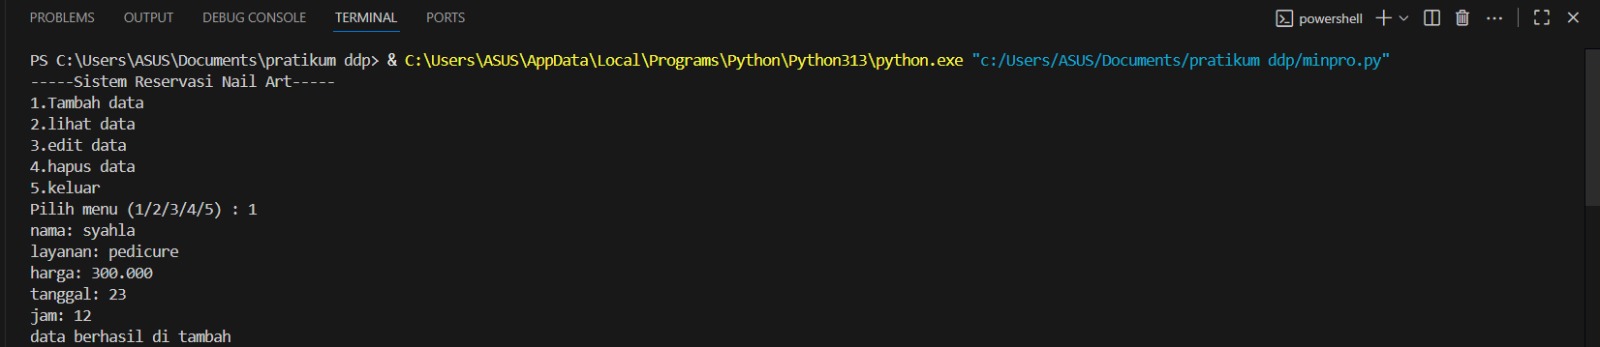 PROBLEMS OUTPUT DEBUG CONSOLE TERMINAL PORTS powershell
PS C:\Users\ASUS\Documents\pratikum ddp> & C:\Users\ASUS\AppData\Local\Programs\Python\Python313\python.exe "c:/Users/ASUS/Documents/pratikum ddp/minpro.py"
-----Sistem Reservasi Nail Art-----
1.Tambah data
2.lihat data
3.edit data
4.hapus data
5.keluar
Pilih menu (1/2/3/4/5) : 1
nama: syahla
layanan: pedicure
harga: 300.000
tanggal: 23
jam: 12
data berhasil di tambah